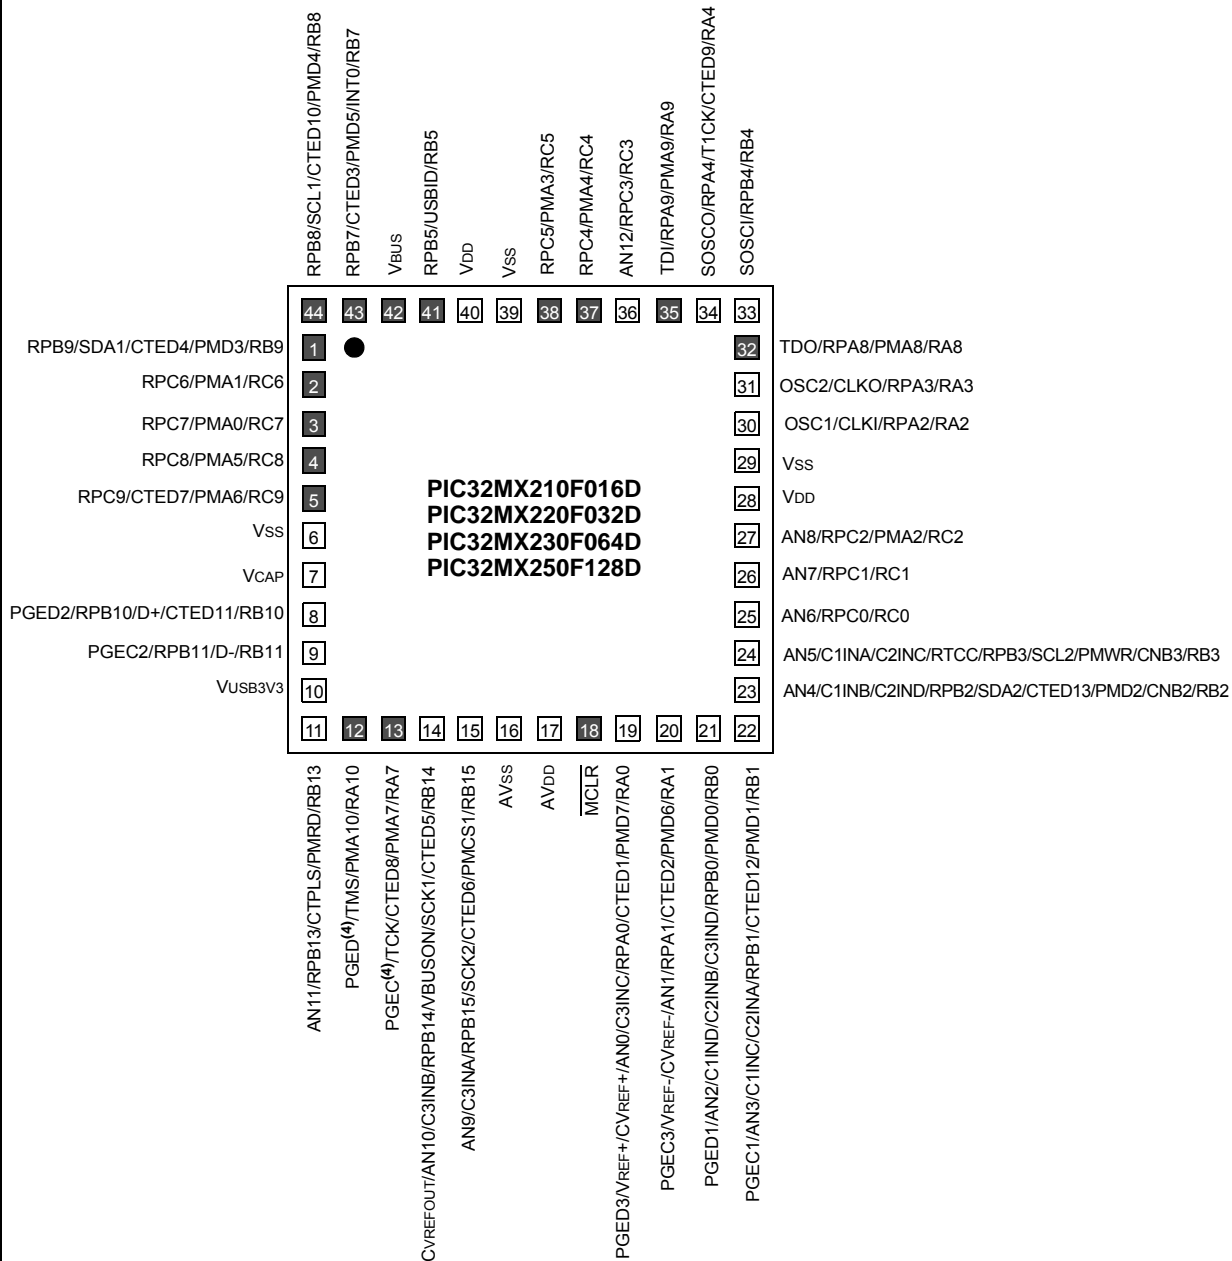 RPB8/SCL1/CTED10/PMD4/RB8
RPB7/CTED3/PMD5/INT0/RB7
VBUS
RPB5/USBID/RB5
VDD
VSS
RPC5/PMA3/RC5
RPC4/PMA4/RC4
AN12/RPC3/RC3
TDI/RPA9/PMA9/RA9
SOSCO/RPA4/T1CK/CTED9/RA4
SOSCI/RPB4/RB4
44 43 42 41 40 39 38 37 36 35 34 33
RPB9/SDA1/CTED4/PMD3/RB9 1
RPC6/PMA1/RC6 2
RPC7/PMA0/RC7 3
RPC8/PMA5/RC8 4
RPC9/CTED7/PMA6/RC9 5
VSS 6
VCAP 7
PGED2/RPB10/D+/CTED11/RB10 8
PGEC2/RPB11/D-/RB11 9
VUSB3V3 10
PIC32MX210F016D
PIC32MX220F032D
PIC32MX230F064D
PIC32MX250F128D
32 TDO/RPA8/PMA8/RA8
31 OSC2/CLKO/RPA3/RA3
30 OSC1/CLKI/RPA2/RA2
29 VSS
28 VDD
27 AN8/RPC2/PMA2/RC2
26 AN7/RPC1/RC1
25 AN6/RPC0/RC0
24 AN5/C1INA/C2INC/RTCC/RPB3/SCL2/PMWR/CNB3/RB3
23 AN4/C1INB/C2IND/RPB2/SDA2/CTED13/PMD2/CNB2/RB2
11 12 13 14 15 16 17 18 19 20 21 22
AN11/RPB13/CTPLS/PMRD/RB13
PGED(4)/TMS/PMA10/RA10
PGEC(4)/TCK/CTED8/PMA7/RA7
CVREFOUT/AN10/C3INB/RPB14/VBUSON/SCK1/CTED5/RB14
AN9/C3INA/RPB15/SCK2/CTED6/PMCS1/RB15
AVSS
AVDD
MCLR
PGED3/VREF+/CVREF+/AN0/C3INC/RPA0/CTED1/PMD7/RA0
PGEC3/VREF-/CVREF-/AN1/RPA1/CTED2/PMD6/RA1
PGED1/AN2/C1IND/C2INB/C3IND/RPB0/PMD0/RB0
PGEC1/AN3/C1INC/C2INA/RPB1/CTED12/PMD1/RB1